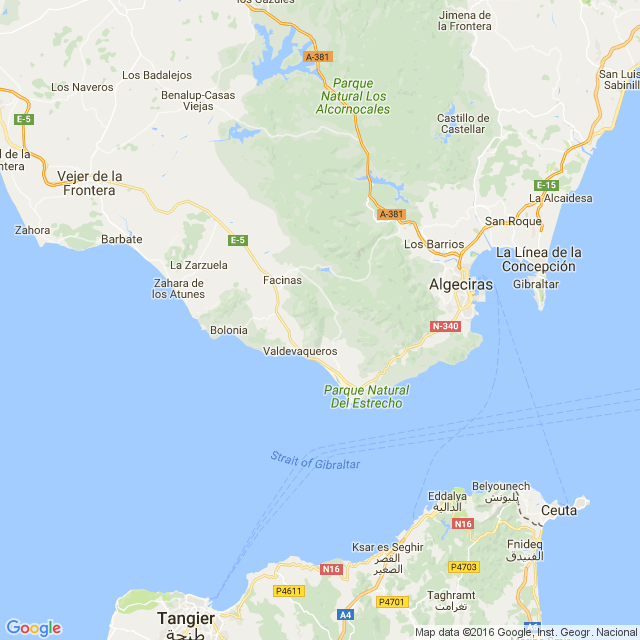 los Gazules
Jimena de
la Frontera
A-381
San Luis
Sabinill
Los Badalejos
Los Naveros
Benalup-Casas
Viejas
Parque
Natural Los
Alcornocales
E-5
Castillo de
Castellar
l de la
ntera
Vejer de la
Frontera
E-15
La Alcaidesa
A-381
San Roque
Zahora
Barbate
E-5
Los Barrios
La Línea de la
Concepción
La Zarzuela
Zahara de
los Atunes
Facinas
Algeciras
Gibraltar
Bolonia
N-340
Valdevaqueros
Parque Natural
Del Estrecho
Strait of Gibraltar
Belyounech
بليونش
Eddalya
الدالية
Ceuta
N16
Ksar es Seghir
القصر
الصغير
Fnideq
الفنيدق
N16
P4703
P4611
P4701
Taghramt
تغرامت
A4
Tangier
طنجة
A6
Google
Map data ©2016 Google, Inst. Geogr. Nacional